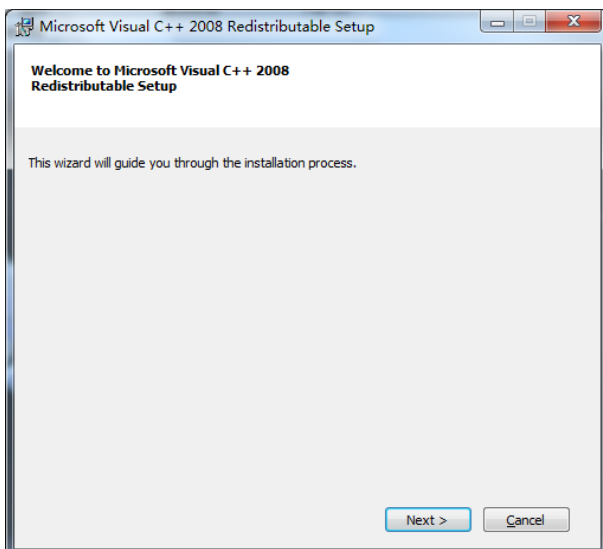 Microsoft Visual C++ 2008 Redistributable Setup
Welcome to Microsoft Visual C++ 2008
Redistributable Setup
This wizard will guide you through the installation process.
Next >
Cancel